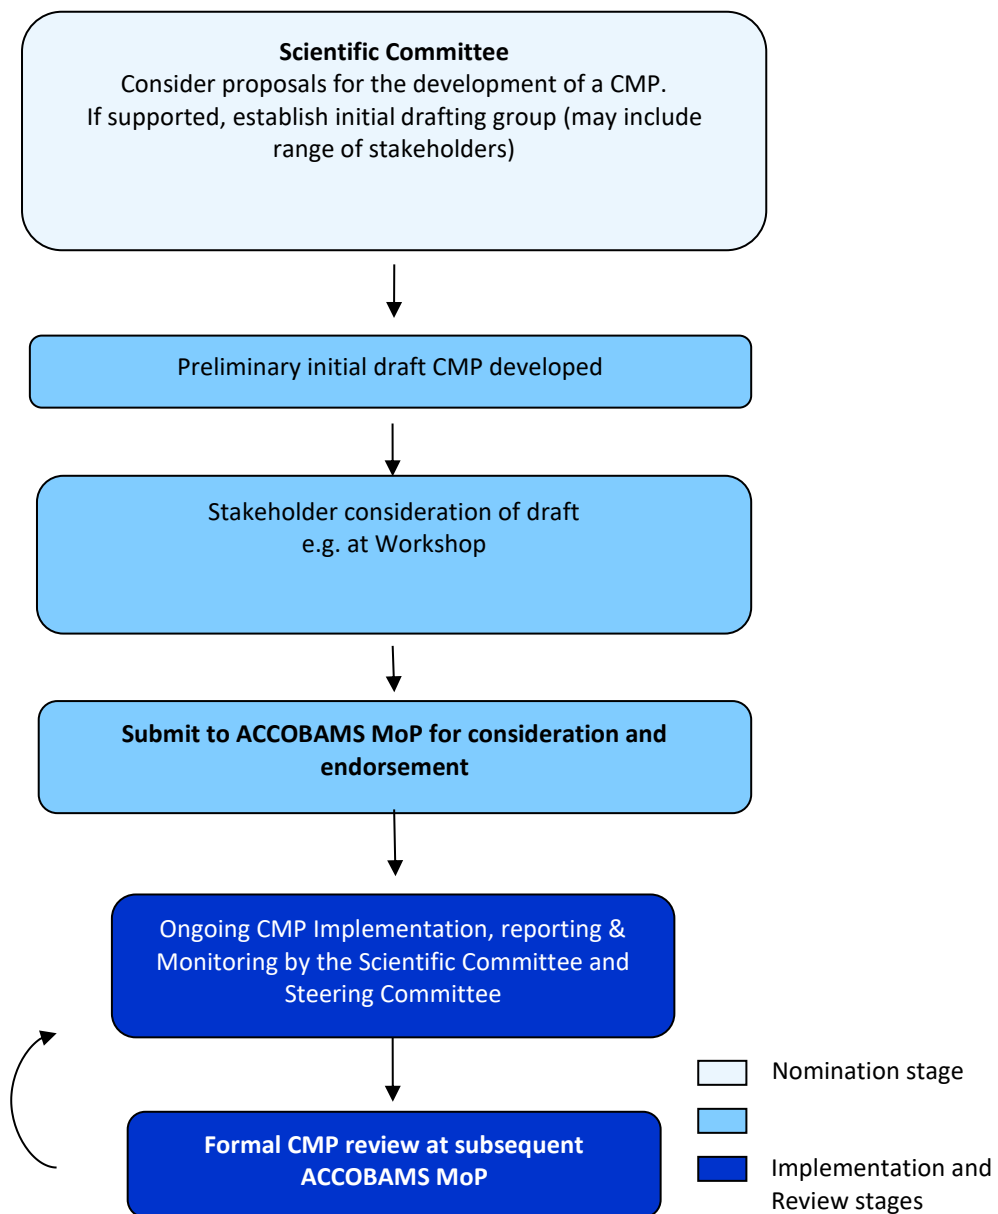 Scientific Committee
Consider proposals for the development of a CMP.
If supported, establish initial drafting group (may include
range of stakeholders)
Preliminary initial draft CMP developed
Stakeholder consideration of draft
e.g. at Workshop
Submit to ACCOBAMS MoP for consideration and
endorsement
Ongoing CMP Implementation, reporting &
Monitoring by the Scientific Committee and
Steering Committee
Formal CMP review at subsequent
ACCOBAMS MoP
Nomination stage
Implementation and
Review stages